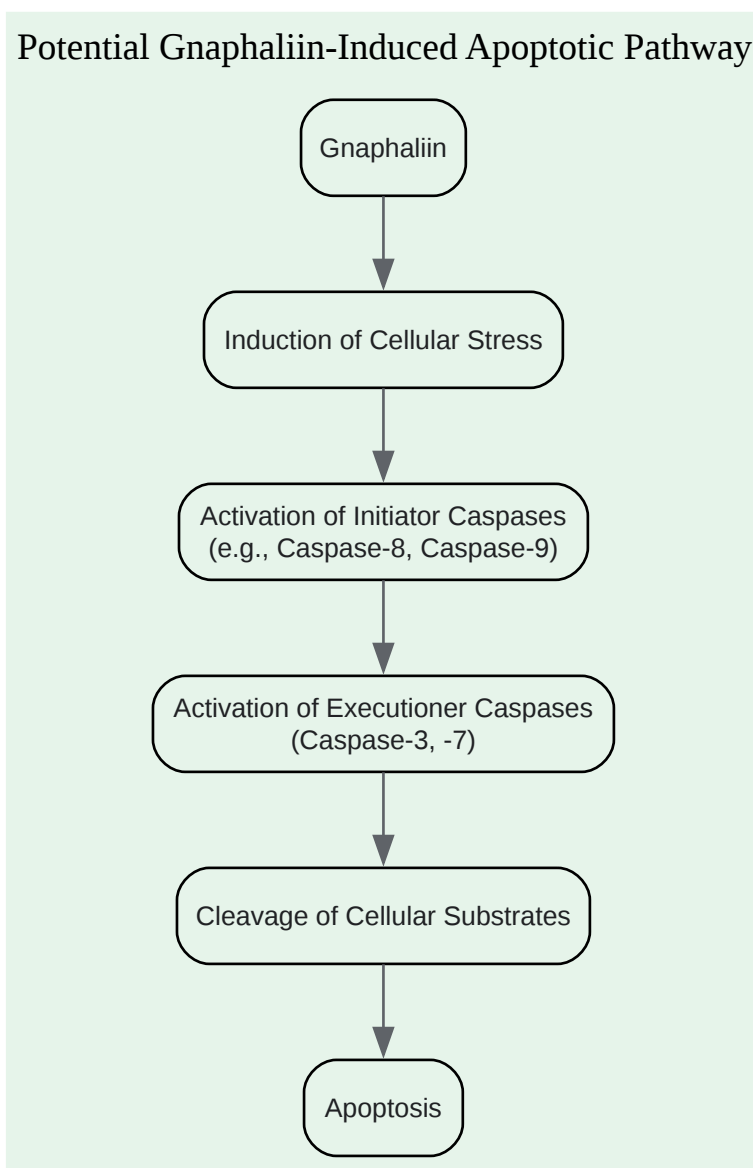 Potential Gnaphaliin-Induced Apoptotic Pathway
Gnaphaliin
Induction of Cellular Stress
Activation of Initiator Caspases
(e.g., Caspase-8, Caspase-9)
Activation of Executioner Caspases
(Caspase-3, -7)
Cleavage of Cellular Substrates
Apoptosis